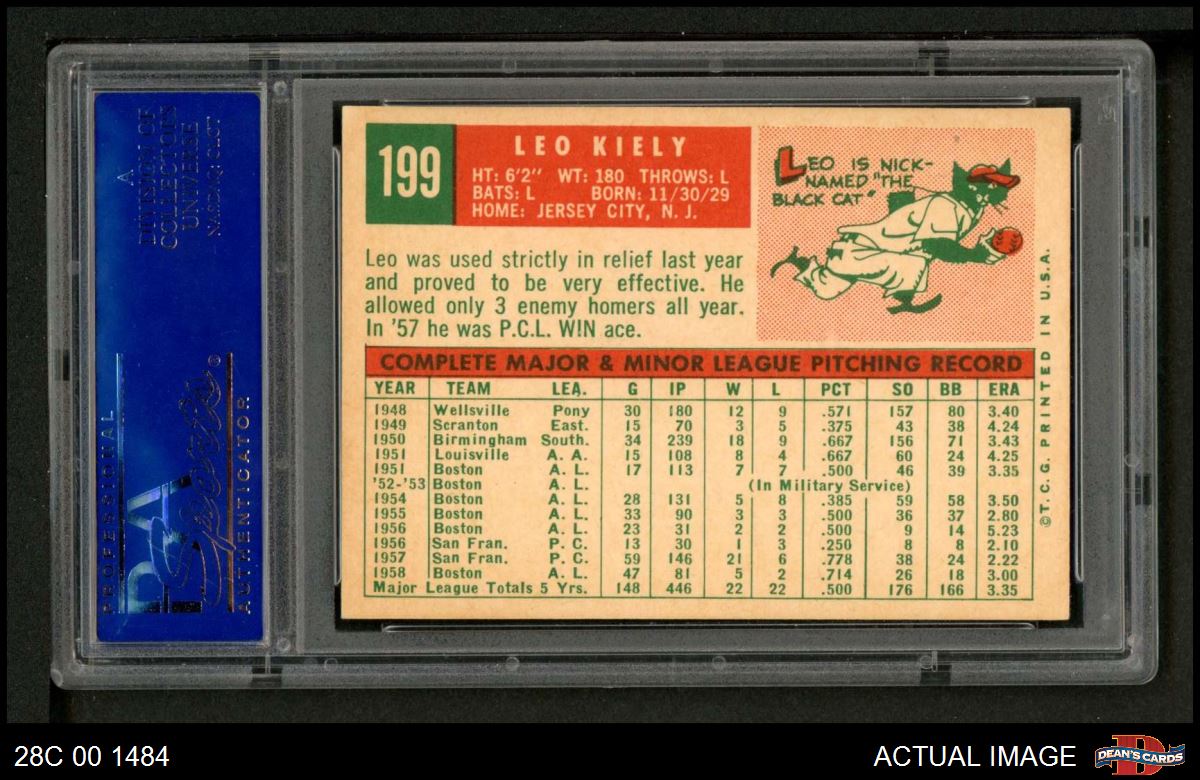 A
DIVISION OF
COLLECTORS
UNIVERSE
NASDAQ: CLCT
PROFESSIONAL
PSA
Sports
®
AUTHENTICATOR
199
LEO KIELY
HT: 6'2" WT: 180 THROWS: L
BATS: L BORN: 11/30/29
HOME: JERSEY CITY, N. J.
LEO IS NICK-
NAMED "THE
BLACK CAT"
Leo was used strictly in relief last year
and proved to be very effective. He
allowed only 3 enemy homers all year.
In '57 he was P.C.L. WIN ace.
COMPLETE MAJOR & MINOR LEAGUE PITCHING RECORD
YEAR TEAM LEA. G IP W L PCT SO BB ERA
1948 Wellsville Pony 30 180 12 9 .571 157 80 3.40
1949 Scranton East. 15 70 3 5 .375 43 38 4.24
1950 Birmingham South. 34 239 18 9 .667 156 71 3.43
1951 Louisville A. A. 15 108 8 4 .667 60 24 4.25
1951 Boston A. L. 17 113 7 7 .500 46 39 3.35
'52-'53 Boston A. L. (In Military Service)
1954 Boston A. L. 28 131 5 8 .385 59 58 3.50
1955 Boston A. L. 33 90 3 3 .500 36 37 2.80
1956 Boston A. L. 23 31 2 2 .500 9 14 5.23
1956 San Fran. P. C. 13 30 1 3 .250 8 8 2.10
1957 San Fran. P. C. 59 146 21 6 .778 38 24 2.22
1958 Boston A. L. 47 81 5 2 .714 26 18 3.00
Major League Totals 5 Yrs. 148 446 22 22 .500 176 166 3.35
©T.C.G. PRINTED IN U.S.A.
28C 00 1484
ACTUAL IMAGE
D
DEAN'S CARDS